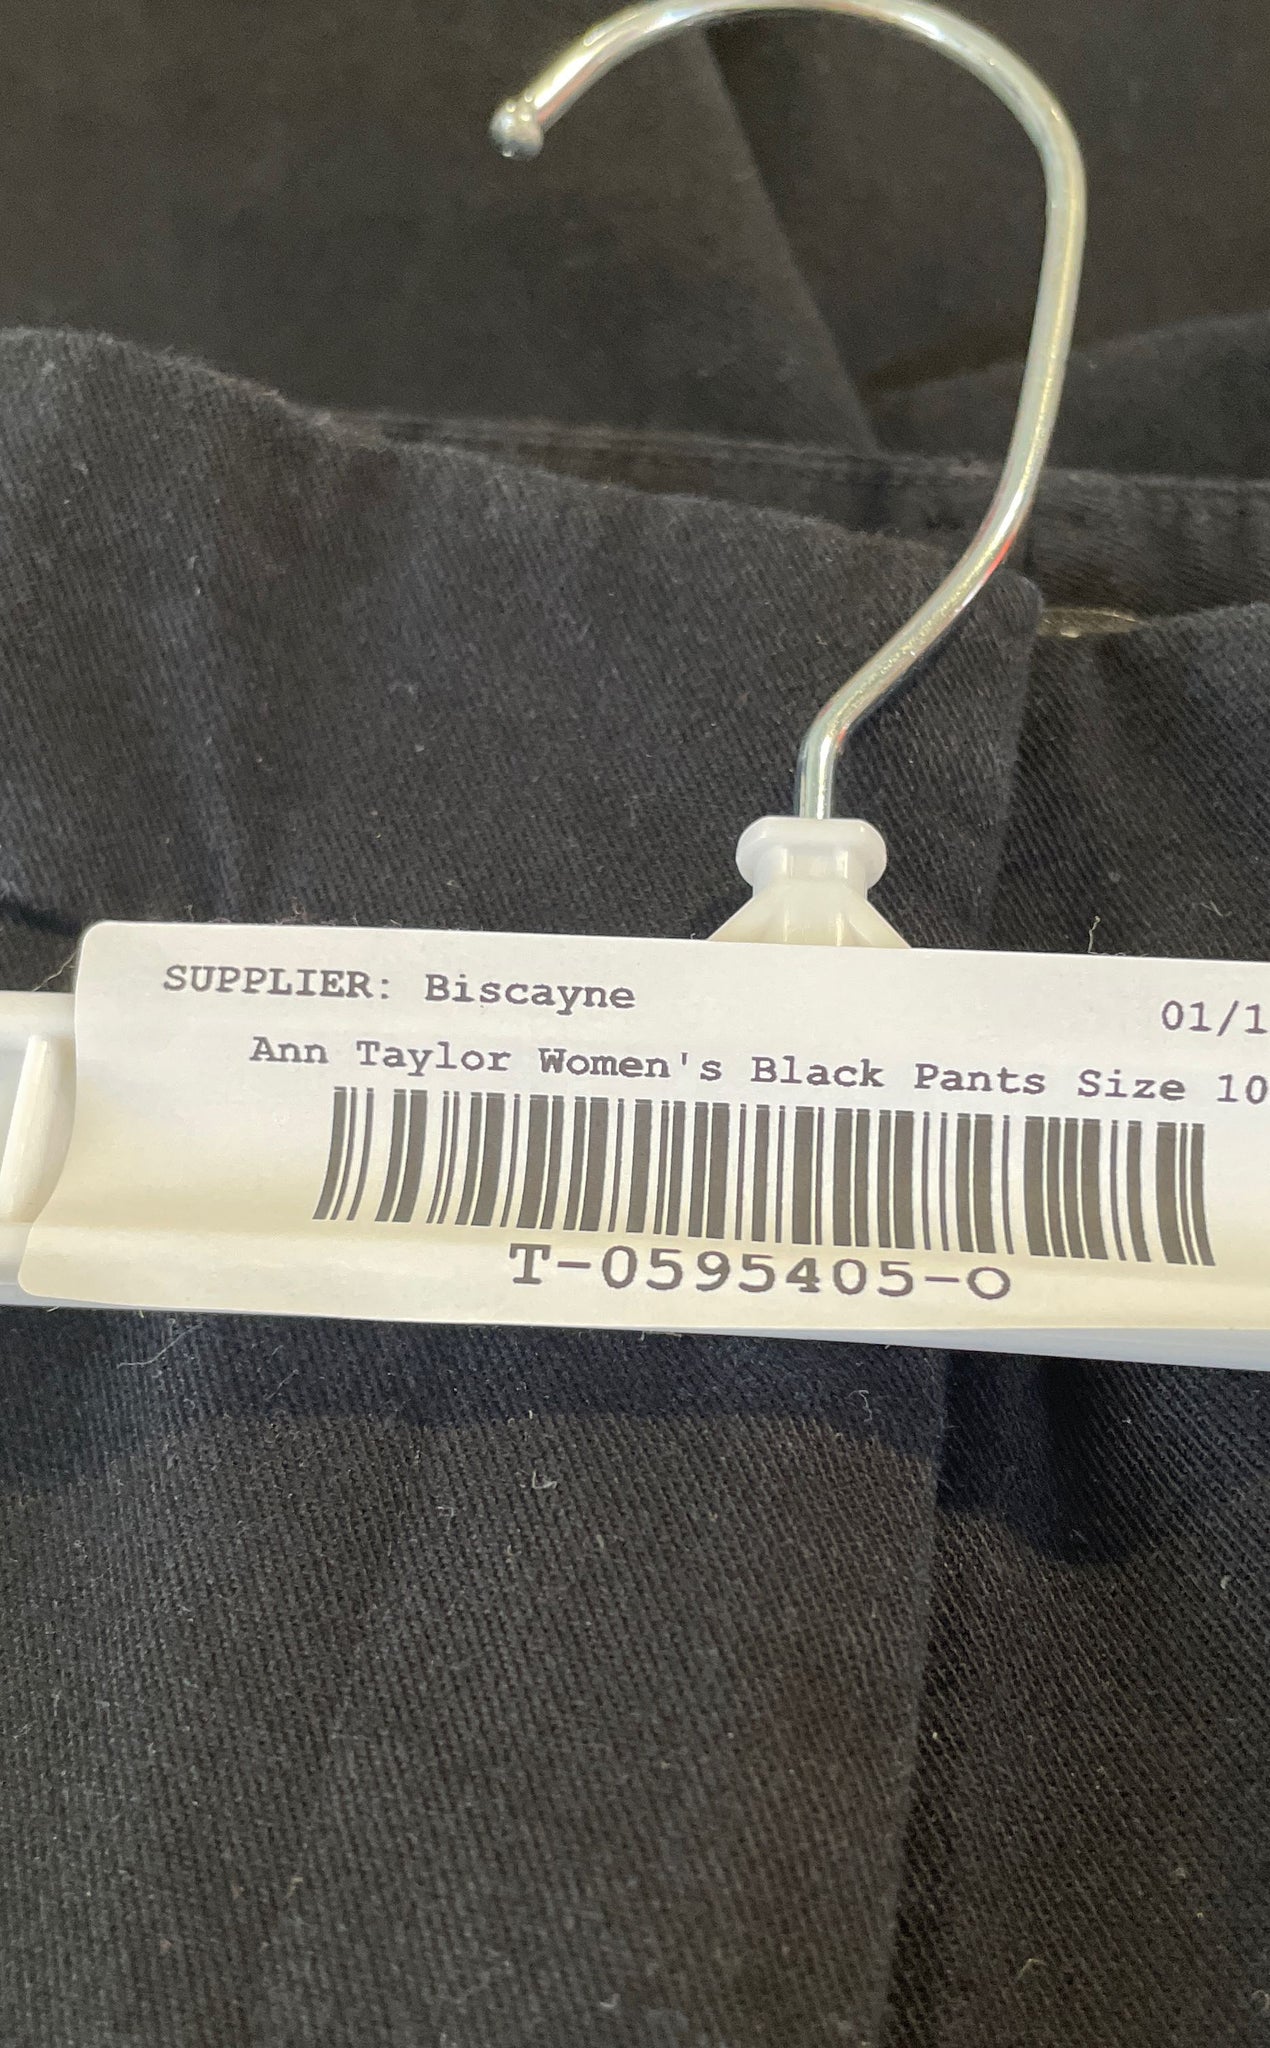 SUPPLIER: Biscayne 01/1
Ann Taylor Women's Black Pants Size 10
T-0595405-O